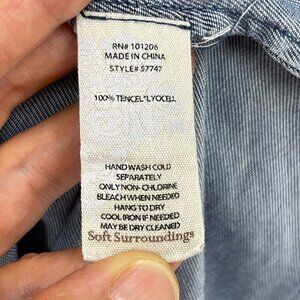 RN# 101206
MADE IN CHINA
STYLE# 57747
100% TENCEL® LYOCELL
HAND WASH COLD
SEPARATELY
ONLY NON-CHLORINE
BLEACH WHEN NEEDED
HANG TO DRY
COOL IRON IF NEEDED
MAY BE DRY CLEANED
Soft Surroundings